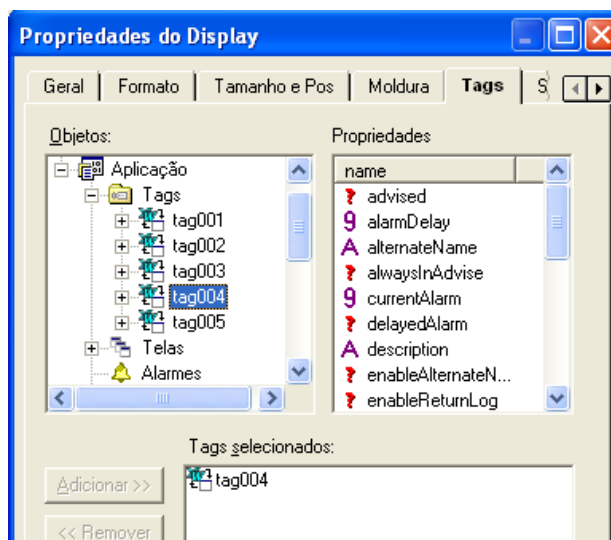 Propriedades do Display
Geral Formato Tamanho e Pos Moldura Tags S
Objetos:
Aplicação
Tags
tag001
tag002
tag003
tag004
tag005
Telas
Alarmes
Propriedades
name
advised
alarmDelay
alternateName
alwaysInAdvise
currentAlarm
delayedAlarm
description
enableAlternateN...
enableReturnLog
Tags selecionados:
Adicionar >>
<< Remover
tag004